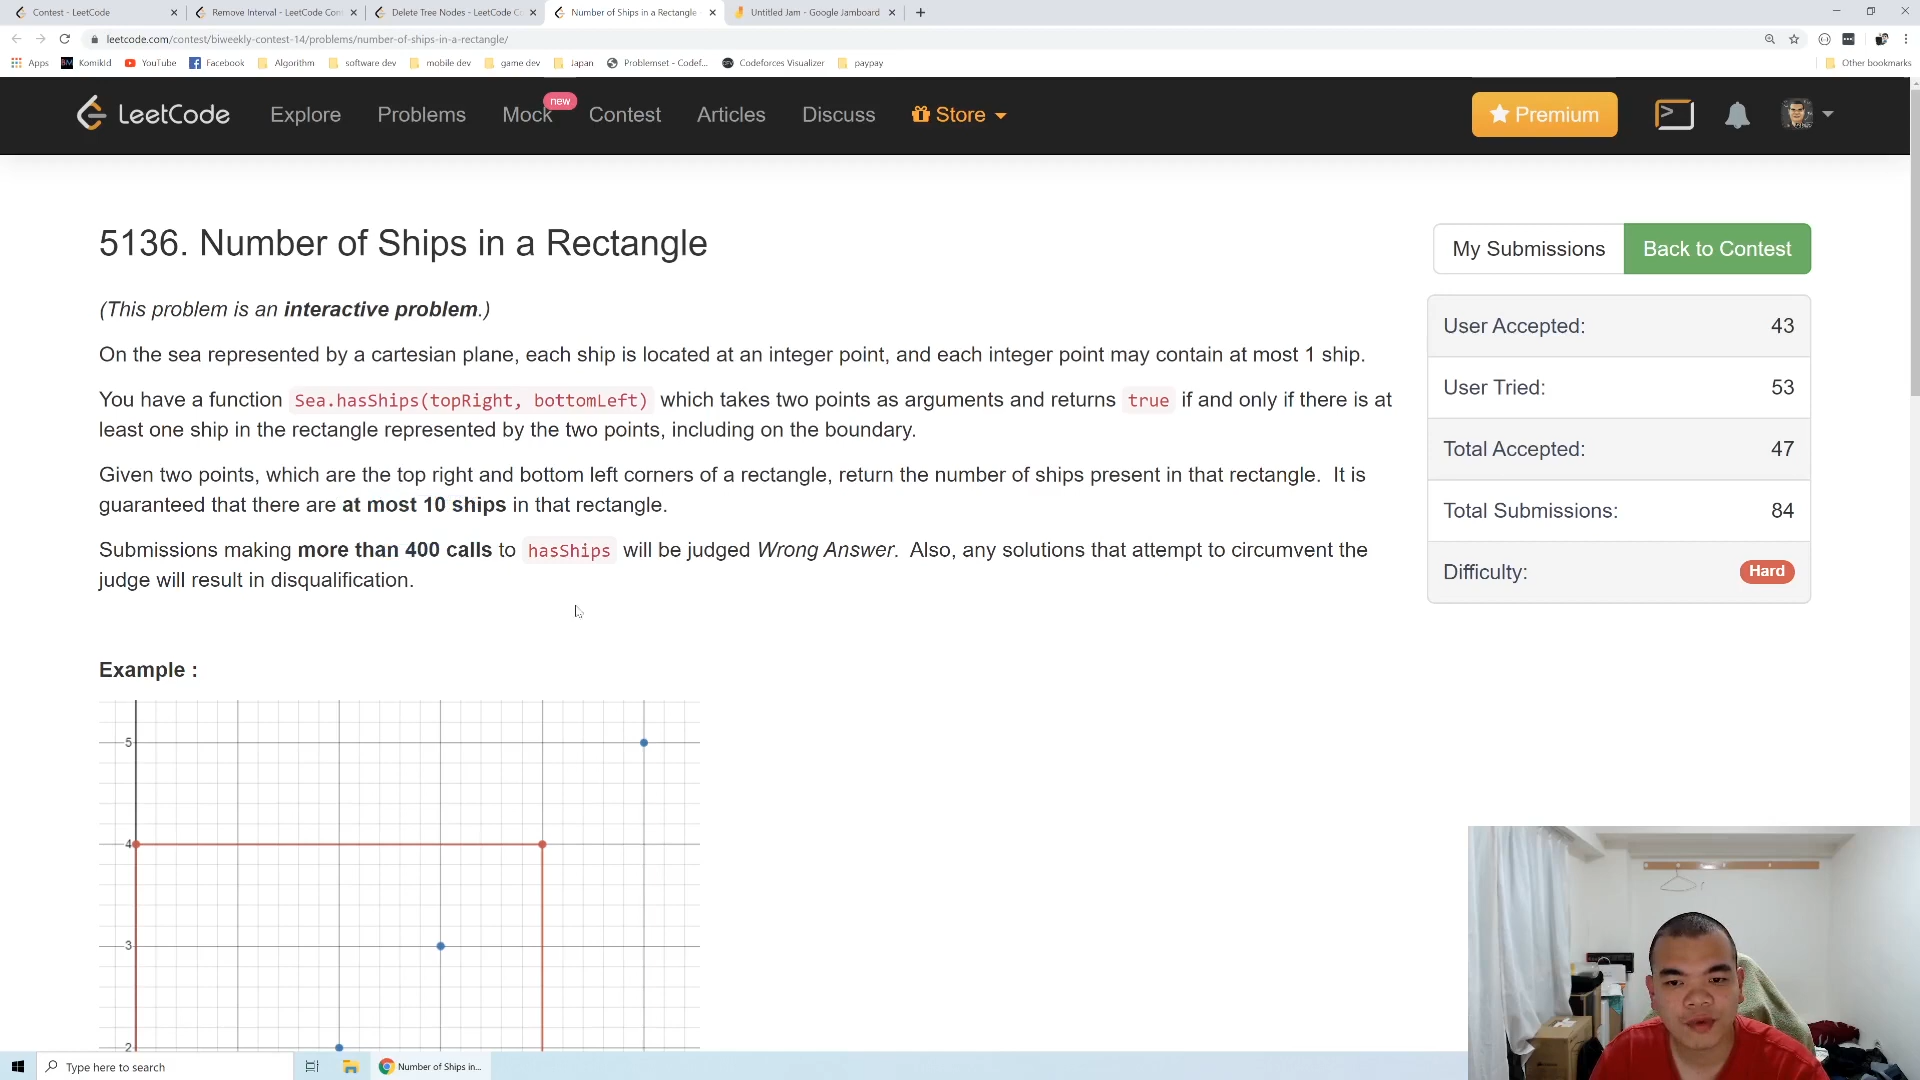 Contest - LeetCode
Remove Interval - LeetCode Con
Delete Tree Nodes - LeetCode C
Number of Ships in a Rectangle
Untitled Jam - Google Jamboard
leetcode.com/contest/biweekly-contest-14/problems/number-of-ships-in-a-rectangle/
Apps
KomikId
YouTube
Facebook
Algorithm
software dev
mobile dev
game dev
Japan
Problemset - Codef...
Codeforces Visualizer
paypay
Other bookmarks
LeetCode
Explore
Problems
Mock
new
Contest
Articles
Discuss
Store
Premium
5136. Number of Ships in a Rectangle
My Submissions
Back to Contest
(This problem is an interactive problem.)
On the sea represented by a cartesian plane, each ship is located at an integer point, and each integer point may contain at most 1 ship.
You have a function Sea.hasShips(topRight, bottomLeft) which takes two points as arguments and returns true if and only if there is at
least one ship in the rectangle represented by the two points, including on the boundary.
Given two points, which are the top right and bottom left corners of a rectangle, return the number of ships present in that rectangle. It is
guaranteed that there are at most 10 ships in that rectangle.
Submissions making more than 400 calls to hasShips will be judged Wrong Answer. Also, any solutions that attempt to circumvent the
judge will result in disqualification.
User Accepted: 43
User Tried: 53
Total Accepted: 47
Total Submissions: 84
Difficulty: Hard
Example :
5
4
3
2
Type here to search
Number of Ships in...